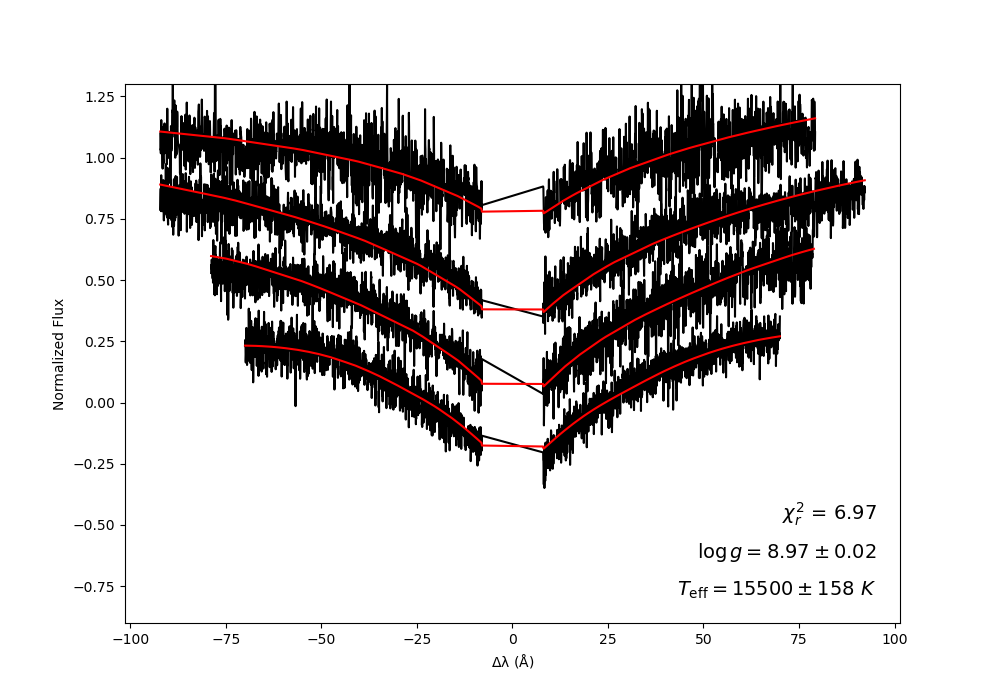 1.25
1.00
0.75
0.50
0.25
0.00
−0.25
−0.50
−0.75
Normalized Flux
χ²ᵣ = 6.97
log g = 8.97 ± 0.02
T_eff = 15500 ± 158 K
−100 −75 −50 −25 0 25 50 75 100
Δλ (Å)